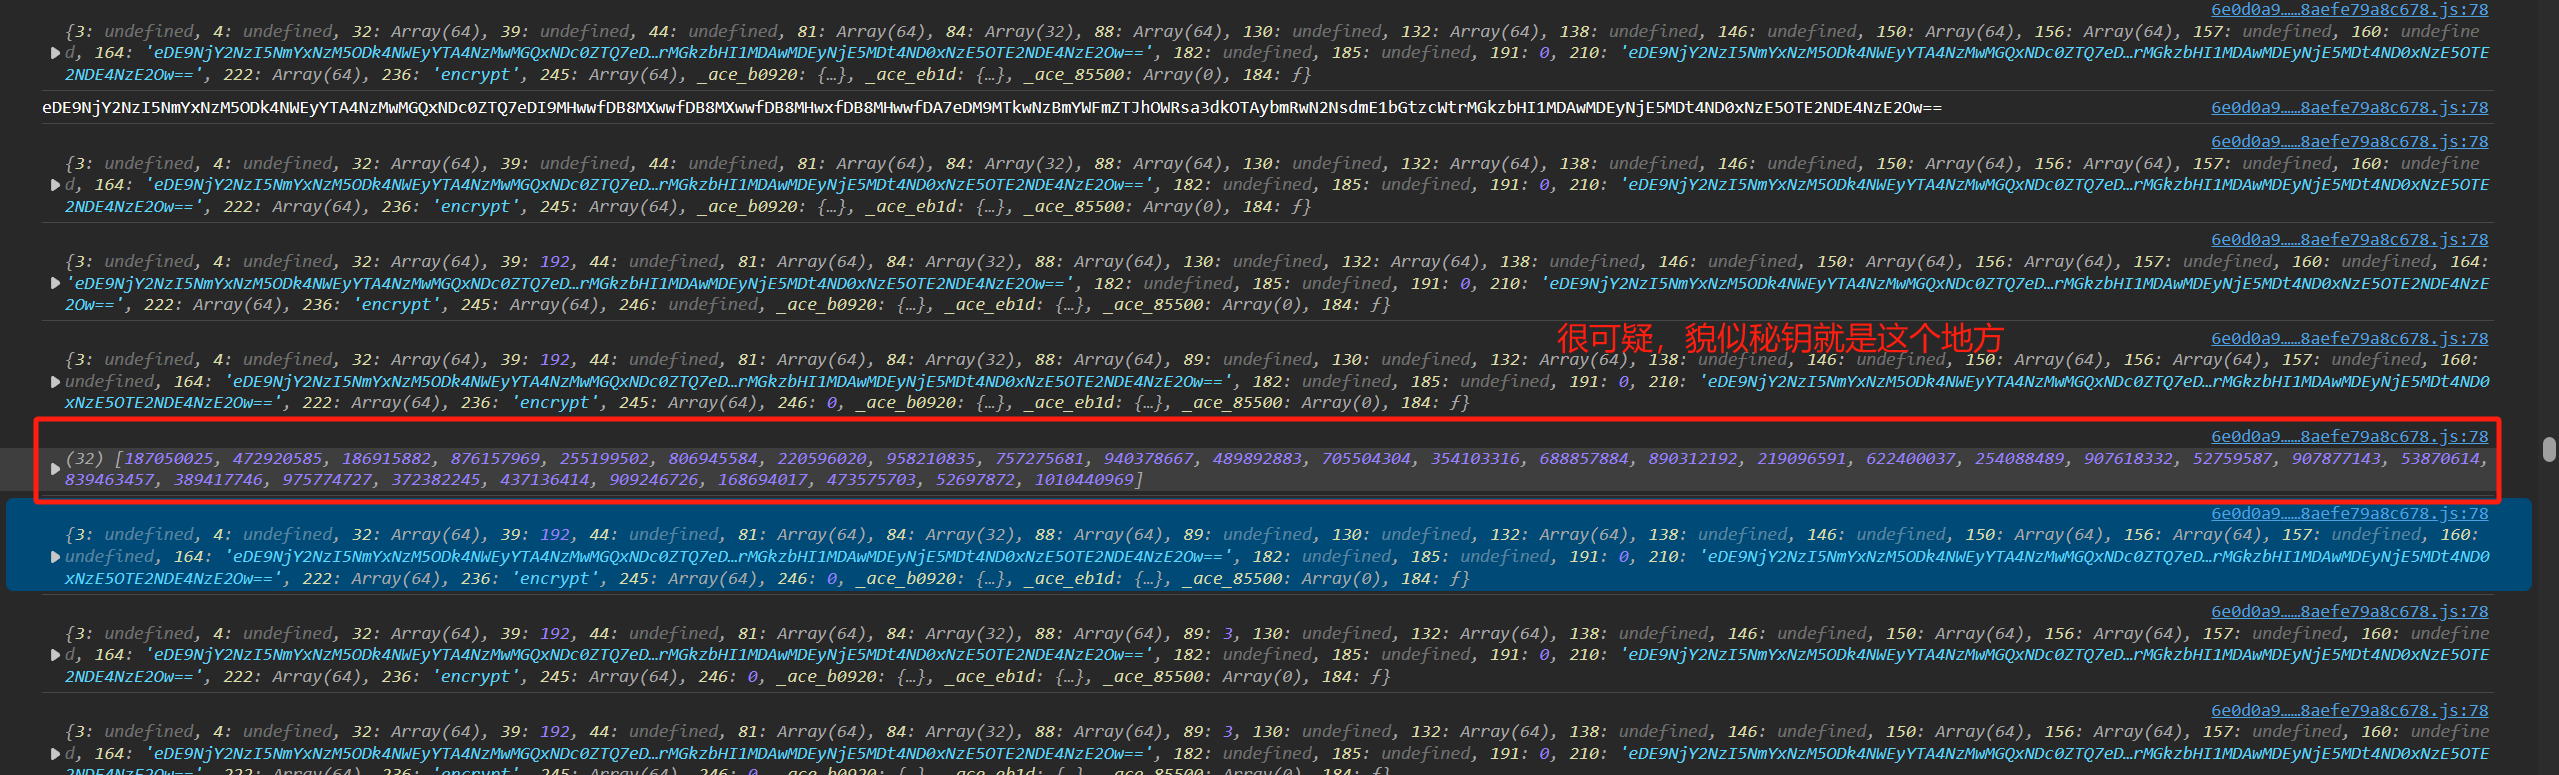 6e0d0a9……8aefe79a8c678.js:78
{3: undefined, 4: undefined, 32: Array(64), 39: undefined, 44: undefined, 81: Array(64), 84: Array(32), 88: Array(64), 130: undefined, 132: Array(64), 138: undefined, 146: undefined, 150: Array(64), 156: Array(64), 157: undefined, 160: undefine
d, 164: 'eDE9NjY2NzI5NmYxNzM5ODk4NWEyYTA4NzMwMGQxNDc0ZTQ7eD…rMGkzbHI1MDAwMDEyNjE5MDt4ND0xNzE5OTE2NDE4NzE2Ow==', 182: undefined, 185: undefined, 191: 0, 210: 'eDE9NjY2NzI5NmYxNzM5ODk4NWEyYTA4NzMwMGQxNDc0ZTQ7eD…rMGkzbHI1MDAwMDEyNjE5MDt4ND0xNzE5OTE
2NDE4NzE2Ow==', 222: Array(64), 236: 'encrypt', 245: Array(64), _ace_b0920: {…}, _ace_eb1d: {…}, _ace_85500: Array(0), 184: ƒ}
eDE9NjY2NzI5NmYxNzM5ODk4NWEyYTA4NzMwMGQxNDc0ZTQ7eDI9MHwwfDB8MXwwfDB8MXwwfDB8MHwxfDB8MHwwfDA7eDM9MTkwNzBmYWFmZTJhOWRsa3dkOTAybmRwN2NsdmE1bGtzcWtrMGkzbHI1MDAwMDEyNjE5MDt4ND0xNzE5OTE2NDE4NzE2Ow== 6e0d0a9……8aefe79a8c678.js:78
6e0d0a9……8aefe79a8c678.js:78
{3: undefined, 4: undefined, 32: Array(64), 39: undefined, 44: undefined, 81: Array(64), 84: Array(32), 88: Array(64), 130: undefined, 132: Array(64), 138: undefined, 146: undefined, 150: Array(64), 156: Array(64), 157: undefined, 160: undefine
d, 164: 'eDE9NjY2NzI5NmYxNzM5ODk4NWEyYTA4NzMwMGQxNDc0ZTQ7eD…rMGkzbHI1MDAwMDEyNjE5MDt4ND0xNzE5OTE2NDE4NzE2Ow==', 182: undefined, 185: undefined, 191: 0, 210: 'eDE9NjY2NzI5NmYxNzM5ODk4NWEyYTA4NzMwMGQxNDc0ZTQ7eD…rMGkzbHI1MDAwMDEyNjE5MDt4ND0xNzE5OTE
2NDE4NzE2Ow==', 222: Array(64), 236: 'encrypt', 245: Array(64), _ace_b0920: {…}, _ace_eb1d: {…}, _ace_85500: Array(0), 184: ƒ}
6e0d0a9……8aefe79a8c678.js:78
{3: undefined, 4: undefined, 32: Array(64), 39: 192, 44: undefined, 81: Array(64), 84: Array(32), 88: Array(64), 130: undefined, 132: Array(64), 138: undefined, 146: undefined, 150: Array(64), 156: Array(64), 157: undefined, 160: undefined, 164:
'eDE9NjY2NzI5NmYxNzM5ODk4NWEyYTA4NzMwMGQxNDc0ZTQ7eD…rMGkzbHI1MDAwMDEyNjE5MDt4ND0xNzE5OTE2NDE4NzE2Ow==', 182: undefined, 185: undefined, 191: 0, 210: 'eDE9NjY2NzI5NmYxNzM5ODk4NWEyYTA4NzMwMGQxNDc0ZTQ7eD…rMGkzbHI1MDAwMDEyNjE5MDt4ND0xNzE5OTE2NDE4NzE
2Ow==', 222: Array(64), 236: 'encrypt', 245: Array(64), 246: undefined, _ace_b0920: {…}, _ace_eb1d: {…}, _ace_85500: Array(0), 184: ƒ}
很可疑，貌似秘钥就是这个地方
6e0d0a9……8aefe79a8c678.js:78
{3: undefined, 4: undefined, 32: Array(64), 39: 192, 44: undefined, 81: Array(64), 84: Array(32), 88: Array(64), 89: undefined, 130: undefined, 132: Array(64), 138: undefined, 146: undefined, 150: Array(64), 156: Array(64), 157: undefined, 160:
undefined, 164: 'eDE9NjY2NzI5NmYxNzM5ODk4NWEyYTA4NzMwMGQxNDc0ZTQ7eD…rMGkzbHI1MDAwMDEyNjE5MDt4ND0xNzE5OTE2NDE4NzE2Ow==', 182: undefined, 185: undefined, 191: 0, 210: 'eDE9NjY2NzI5NmYxNzM5ODk4NWEyYTA4NzMwMGQxNDc0ZTQ7eD…rMGkzbHI1MDAwMDEyNjE5MDt4ND0
xNzE5OTE2NDE4NzE2Ow==', 222: Array(64), 236: 'encrypt', 245: Array(64), 246: 0, _ace_b0920: {…}, _ace_eb1d: {…}, _ace_85500: Array(0), 184: ƒ}
6e0d0a9……8aefe79a8c678.js:78
(32) [187050025, 472920585, 186915882, 876157969, 255199502, 806945584, 220596020, 958210835, 757275681, 940378667, 489892883, 705504304, 354103316, 688857884, 890312192, 219096591, 622400037, 254088489, 907618332, 52759587, 907877143, 53870614,
839463457, 389417746, 975774727, 372382245, 437136414, 909246726, 168694017, 473575703, 52697872, 1010440969]
6e0d0a9……8aefe79a8c678.js:78
{3: undefined, 4: undefined, 32: Array(64), 39: 192, 44: undefined, 81: Array(64), 84: Array(32), 88: Array(64), 89: undefined, 130: undefined, 132: Array(64), 138: undefined, 146: undefined, 150: Array(64), 156: Array(64), 157: undefined, 160:
undefined, 164: 'eDE9NjY2NzI5NmYxNzM5ODk4NWEyYTA4NzMwMGQxNDc0ZTQ7eD…rMGkzbHI1MDAwMDEyNjE5MDt4ND0xNzE5OTE2NDE4NzE2Ow==', 182: undefined, 185: undefined, 191: 0, 210: 'eDE9NjY2NzI5NmYxNzM5ODk4NWEyYTA4NzMwMGQxNDc0ZTQ7eD…rMGkzbHI1MDAwMDEyNjE5MDt4ND0
xNzE5OTE2NDE4NzE2Ow==', 222: Array(64), 236: 'encrypt', 245: Array(64), 246: 0, _ace_b0920: {…}, _ace_eb1d: {…}, _ace_85500: Array(0), 184: ƒ}
6e0d0a9……8aefe79a8c678.js:78
{3: undefined, 4: undefined, 32: Array(64), 39: 192, 44: undefined, 81: Array(64), 84: Array(32), 88: Array(64), 89: 3, 130: undefined, 132: Array(64), 138: undefined, 146: undefined, 150: Array(64), 156: Array(64), 157: undefined, 160: undefine
d, 164: 'eDE9NjY2NzI5NmYxNzM5ODk4NWEyYTA4NzMwMGQxNDc0ZTQ7eD…rMGkzbHI1MDAwMDEyNjE5MDt4ND0xNzE5OTE2NDE4NzE2Ow==', 182: undefined, 185: undefined, 191: 0, 210: 'eDE9NjY2NzI5NmYxNzM5ODk4NWEyYTA4NzMwMGQxNDc0ZTQ7eD…rMGkzbHI1MDAwMDEyNjE5MDt4ND0xNzE5OTE
2NDE4NzE2Ow==', 222: Array(64), 236: 'encrypt', 245: Array(64), 246: 0, _ace_b0920: {…}, _ace_eb1d: {…}, _ace_85500: Array(0), 184: ƒ}
6e0d0a9……8aefe79a8c678.js:78
{3: undefined, 4: undefined, 32: Array(64), 39: 192, 44: undefined, 81: Array(64), 84: Array(32), 88: Array(64), 89: 3, 130: undefined, 132: Array(64), 138: undefined, 146: undefined, 150: Array(64), 156: Array(64), 157: undefined, 160: undefine
d, 164: 'eDE9NjY2NzI5NmYxNzM5ODk4NWEyYTA4NzMwMGQxNDc0ZTQ7eD…rMGkzbHI1MDAwMDEyNjE5MDt4ND0xNzE5OTE2NDE4NzE2Ow==', 182: undefined, 185: undefined, 191: 0, 210: 'eDE9NjY2NzI5NmYxNzM5ODk4NWEyYTA4NzMwMGQxNDc0ZTQ7eD…rMGkzbHI1MDAwMDEyNjE5MDt4ND0xNzE5OTE
2NDE4NzE2Ow==', 222: Array(64), 236: 'encrypt', 245: Array(64), 246: 0, _ace_b0920: {…}, _ace_eb1d: {…}, _ace_85500: Array(0), 184: ƒ}